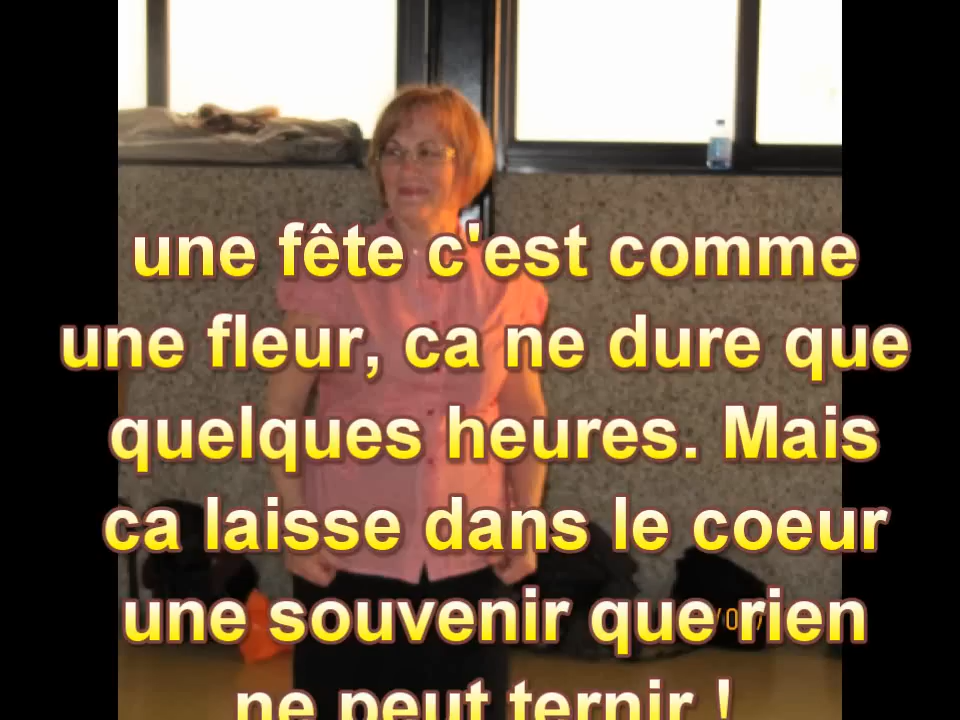 une fête c'est comme
une fleur, ca ne dure que
quelques heures. Mais
ca laisse dans le coeur
une souvenir que rien
ne peut ternir !